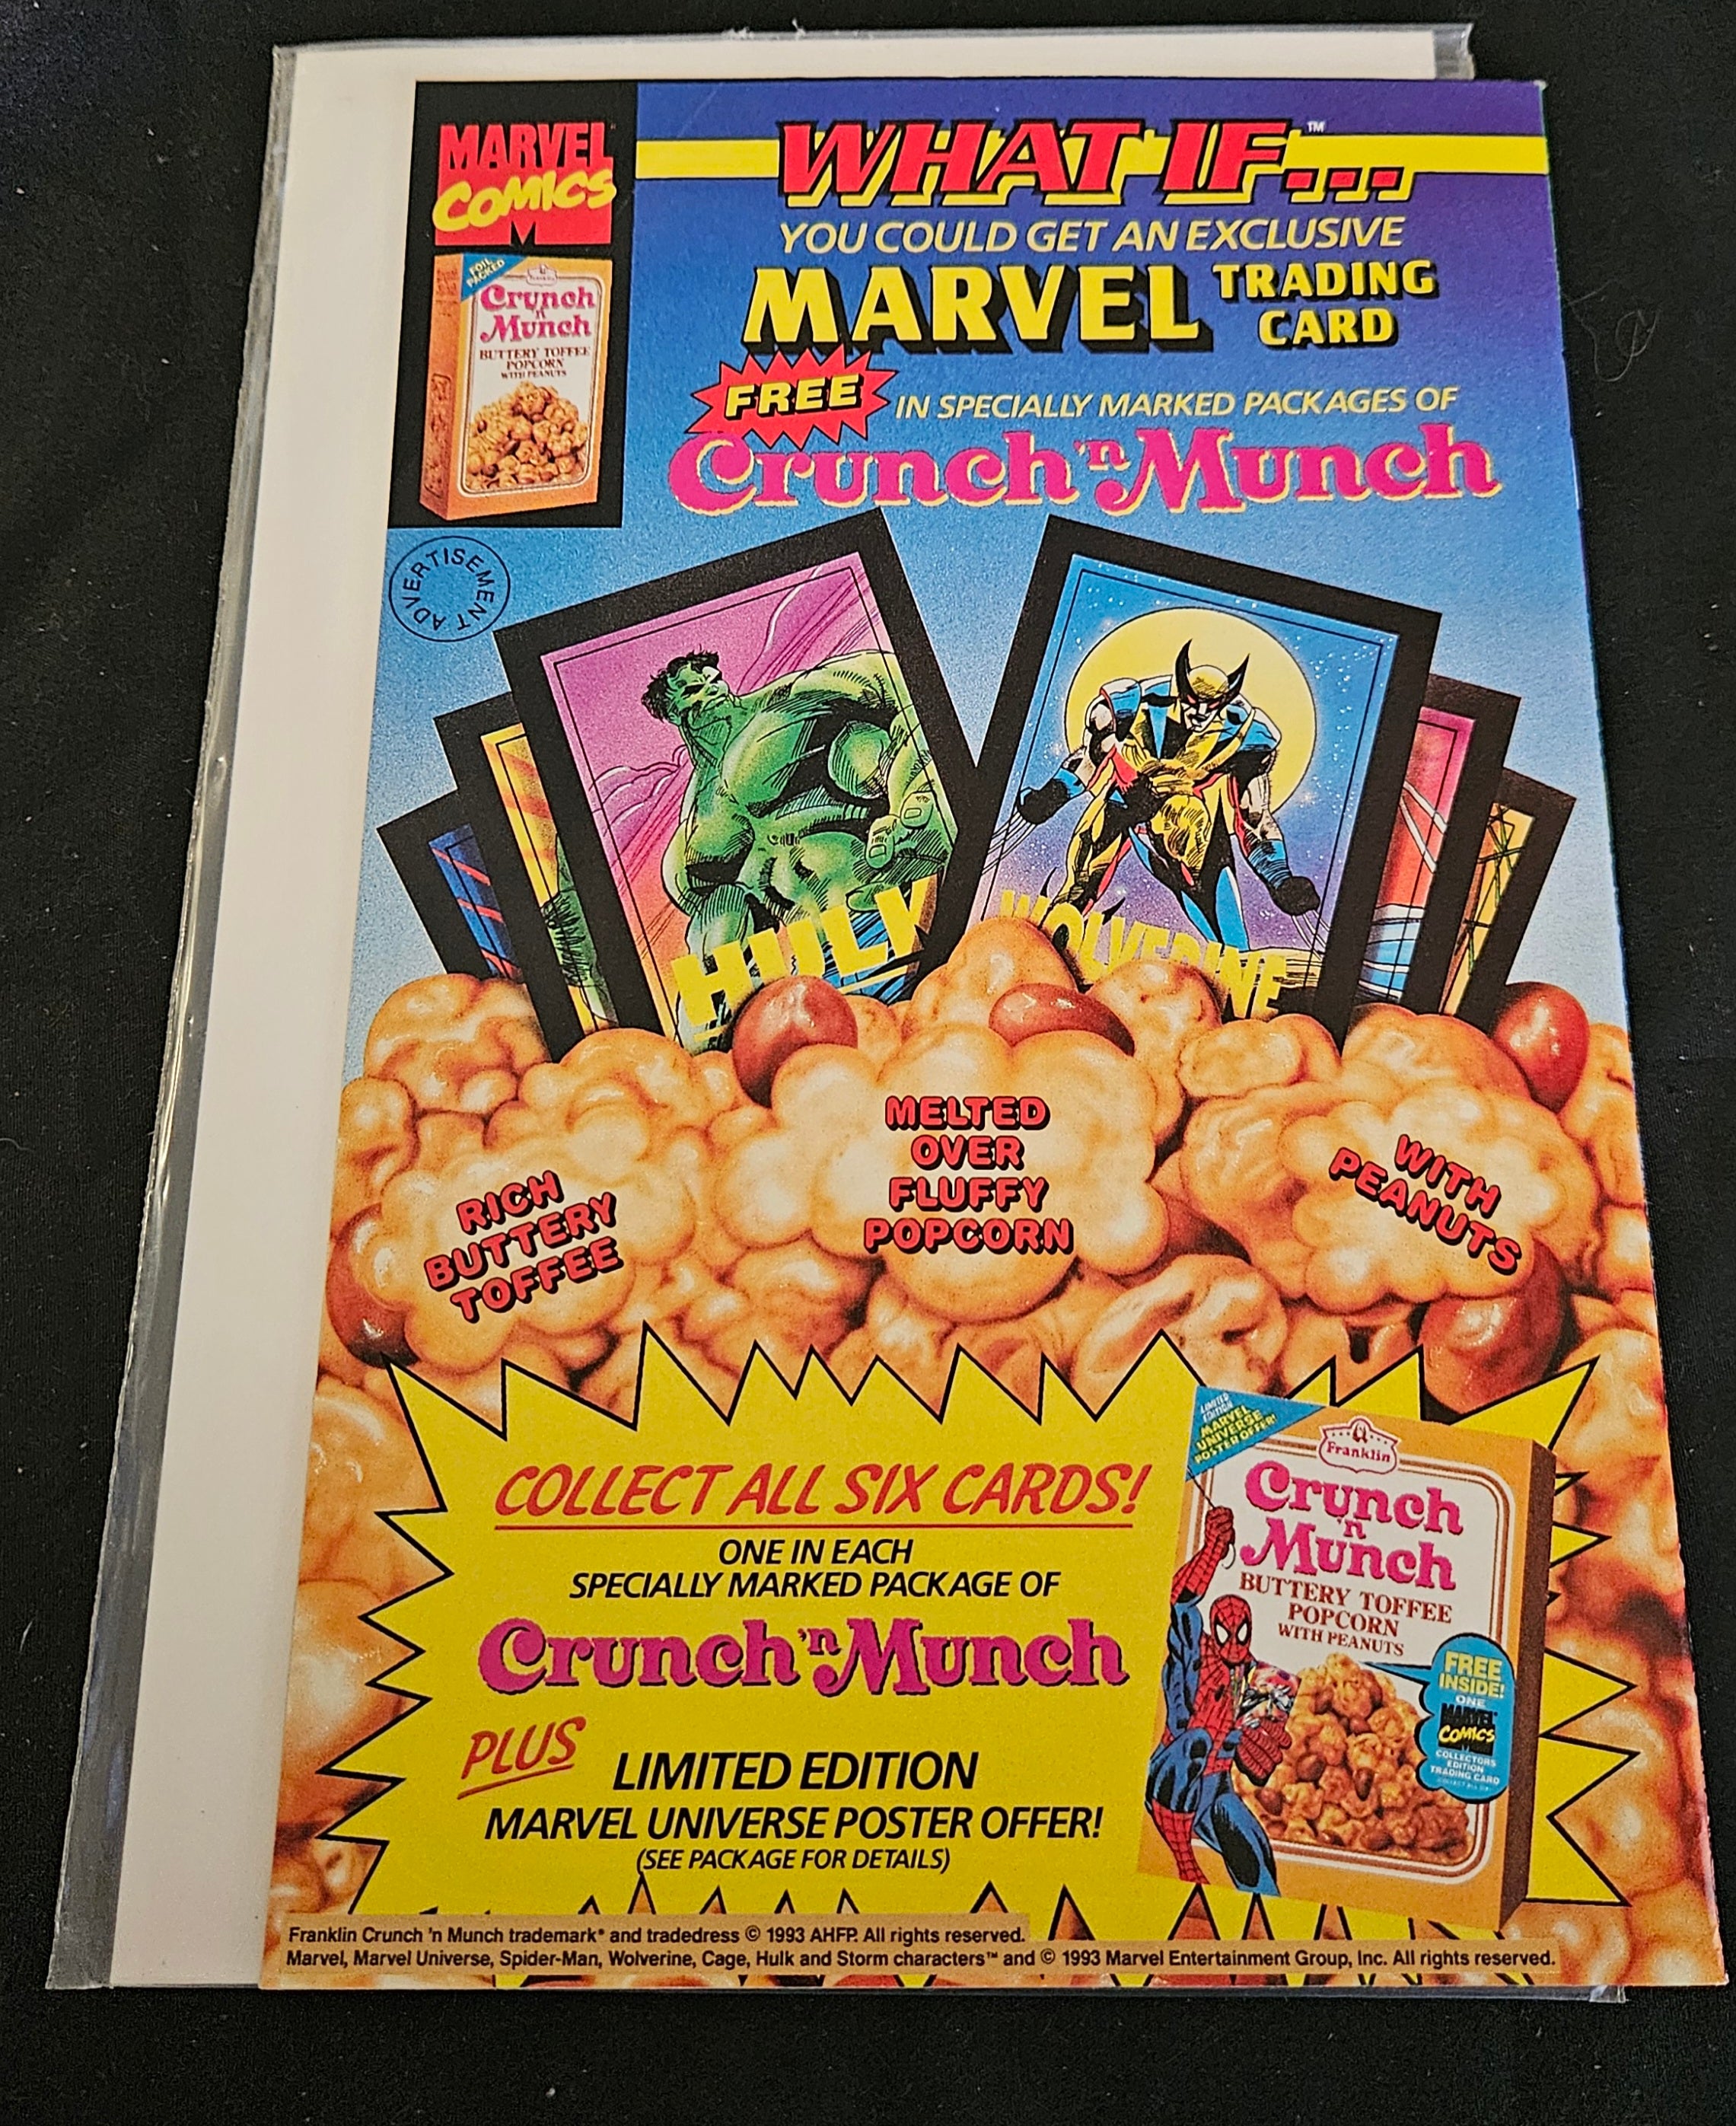 MARVEL
COMICS
FOIL
PACKED
Crunch
'n
Munch
BUTTERY TOFFEE
POPCORN
WITH PEANUTS
ADVERTISEMENT
WHAT IF...™
YOU COULD GET AN EXCLUSIVE
MARVEL TRADING
CARD
FREE IN SPECIALLY MARKED PACKAGES OF
Crunch 'n Munch
HULK
WOLVERINE
RICH
BUTTERY
TOFFEE
MELTED
OVER
FLUFFY
POPCORN
WITH
PEANUTS
COLLECT ALL SIX CARDS!
ONE IN EACH
SPECIALLY MARKED PACKAGE OF
Crunch 'n Munch
PLUS LIMITED EDITION
MARVEL UNIVERSE POSTER OFFER!
(SEE PACKAGE FOR DETAILS)
LIMITED
EDITION
MARVEL
UNIVERSE
POSTER OFFER!
Franklin
Crunch
'n
Munch
BUTTERY TOFFEE
POPCORN
WITH PEANUTS
FREE
INSIDE!
ONE
MARVEL
COMICS
COLLECTORS
EDITION
TRADING CARD
Franklin Crunch 'n Munch trademark® and tradedress © 1993 AHFP. All rights reserved.
Marvel, Marvel Universe, Spider-Man, Wolverine, Cage, Hulk and Storm characters™ and © 1993 Marvel Entertainment Group, Inc. All rights reserved.